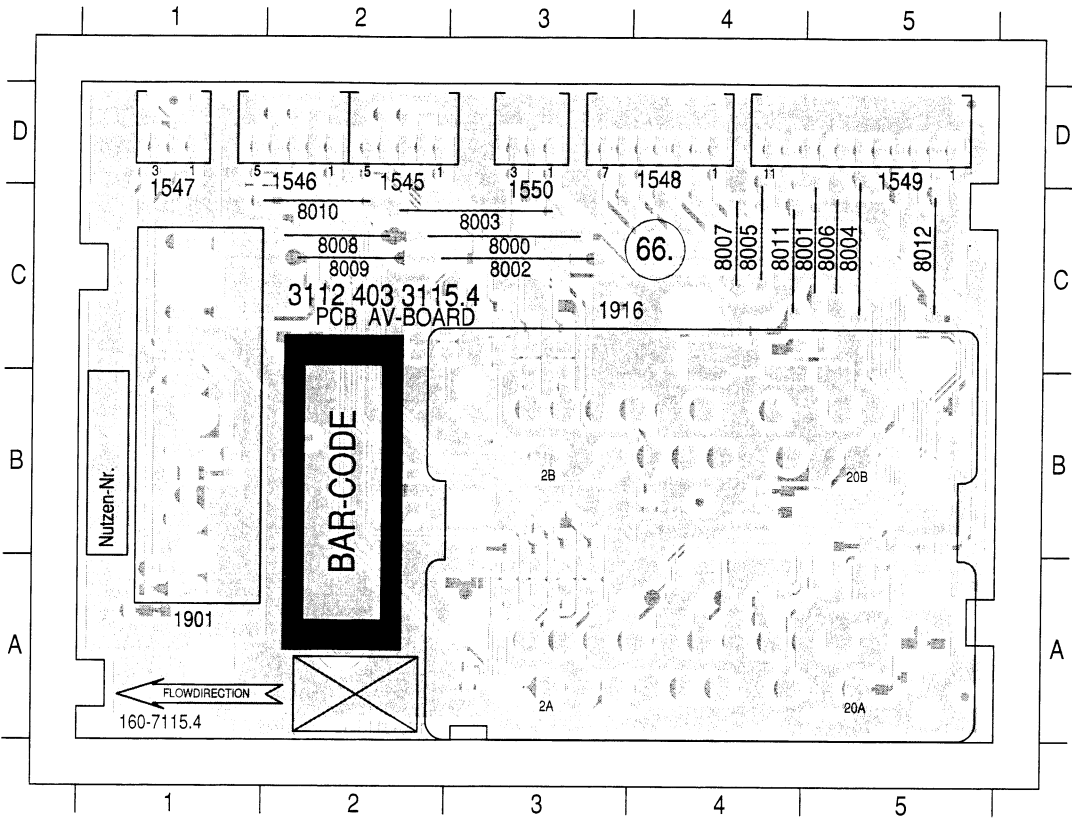 1 2 3 4 5
D D
3 1 5 1 5 1 3 1 7 1 11 1
1547 1546 1545 1550 1548 1549
8010 8003
8008 8000
8009 8002
66.
8007
8005
8011
8001
8006
8004
8012
C C
3112 403 3115.4
PCB AV-BOARD
1916
BAR-CODE
Nutzen-Nr.
B B
2B 20B
1901
A A
FLOWDIRECTION
160-7115.4
2A 20A
1 2 3 4 5